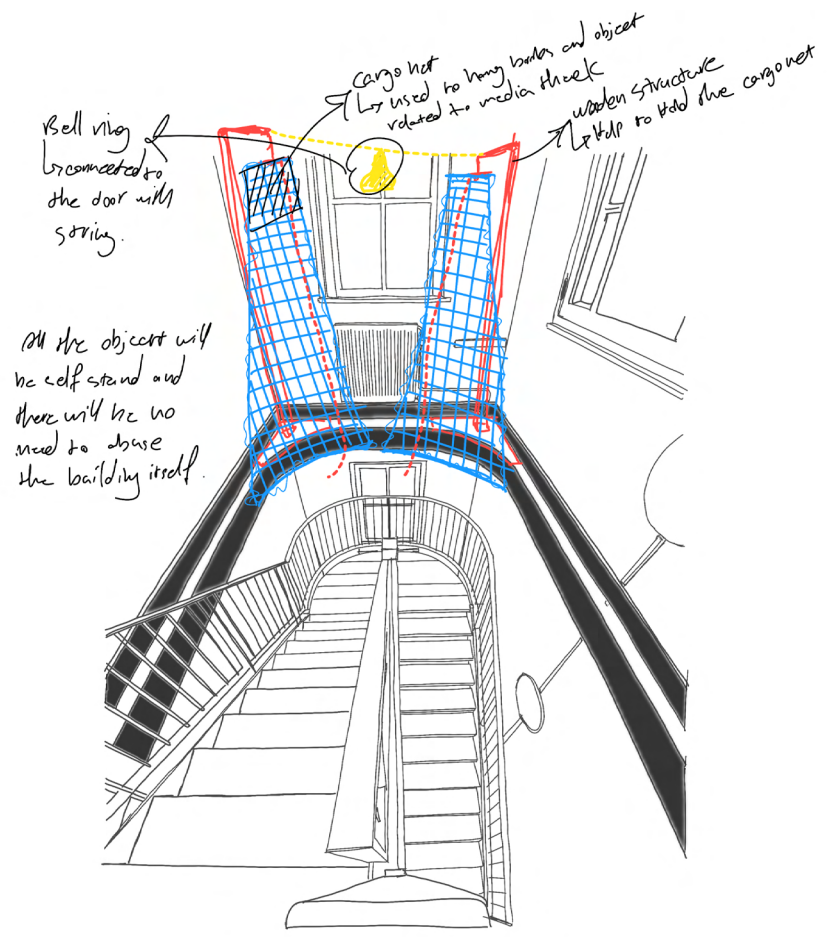 Bell ring
↳ connected to
the door with
string.
cargo net
↳ used to hang books and object
related to media theek
wooden structure
↳ Help to Hold the cargo net
All the objects will
be self stand and
there will be no
need to abuse
the building itself.